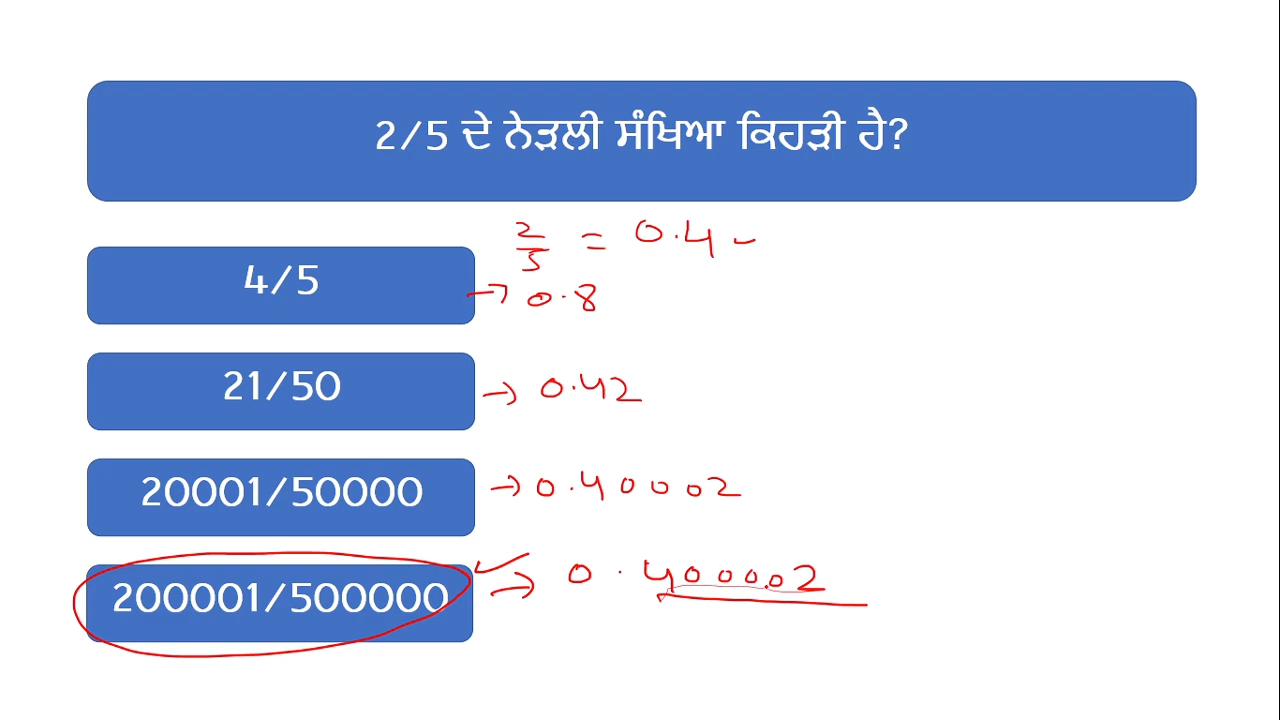 2/5 ਦੇ ਨੇੜਲੀ ਸੰਖਿਆ ਕਿਹੜੀ ਹੈ?
2/5 = 0.4
4/5 → 0.8
21/50 → 0.42
20001/50000 → 0.40002
200001/500000 → 0.400002